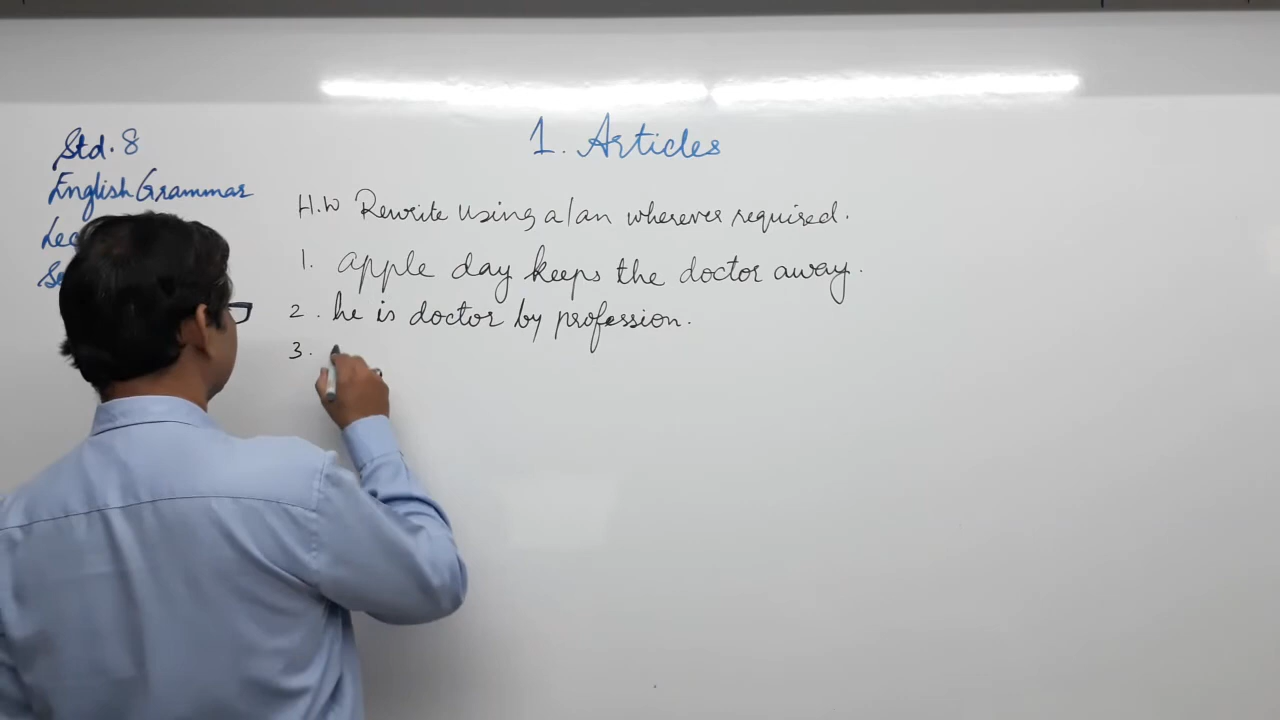 1. Articles
Std. 8
English Grammar
H.W Rewrite using a/an wherever required.
1. apple day keeps the doctor away.
2. he is doctor by profession.
3.